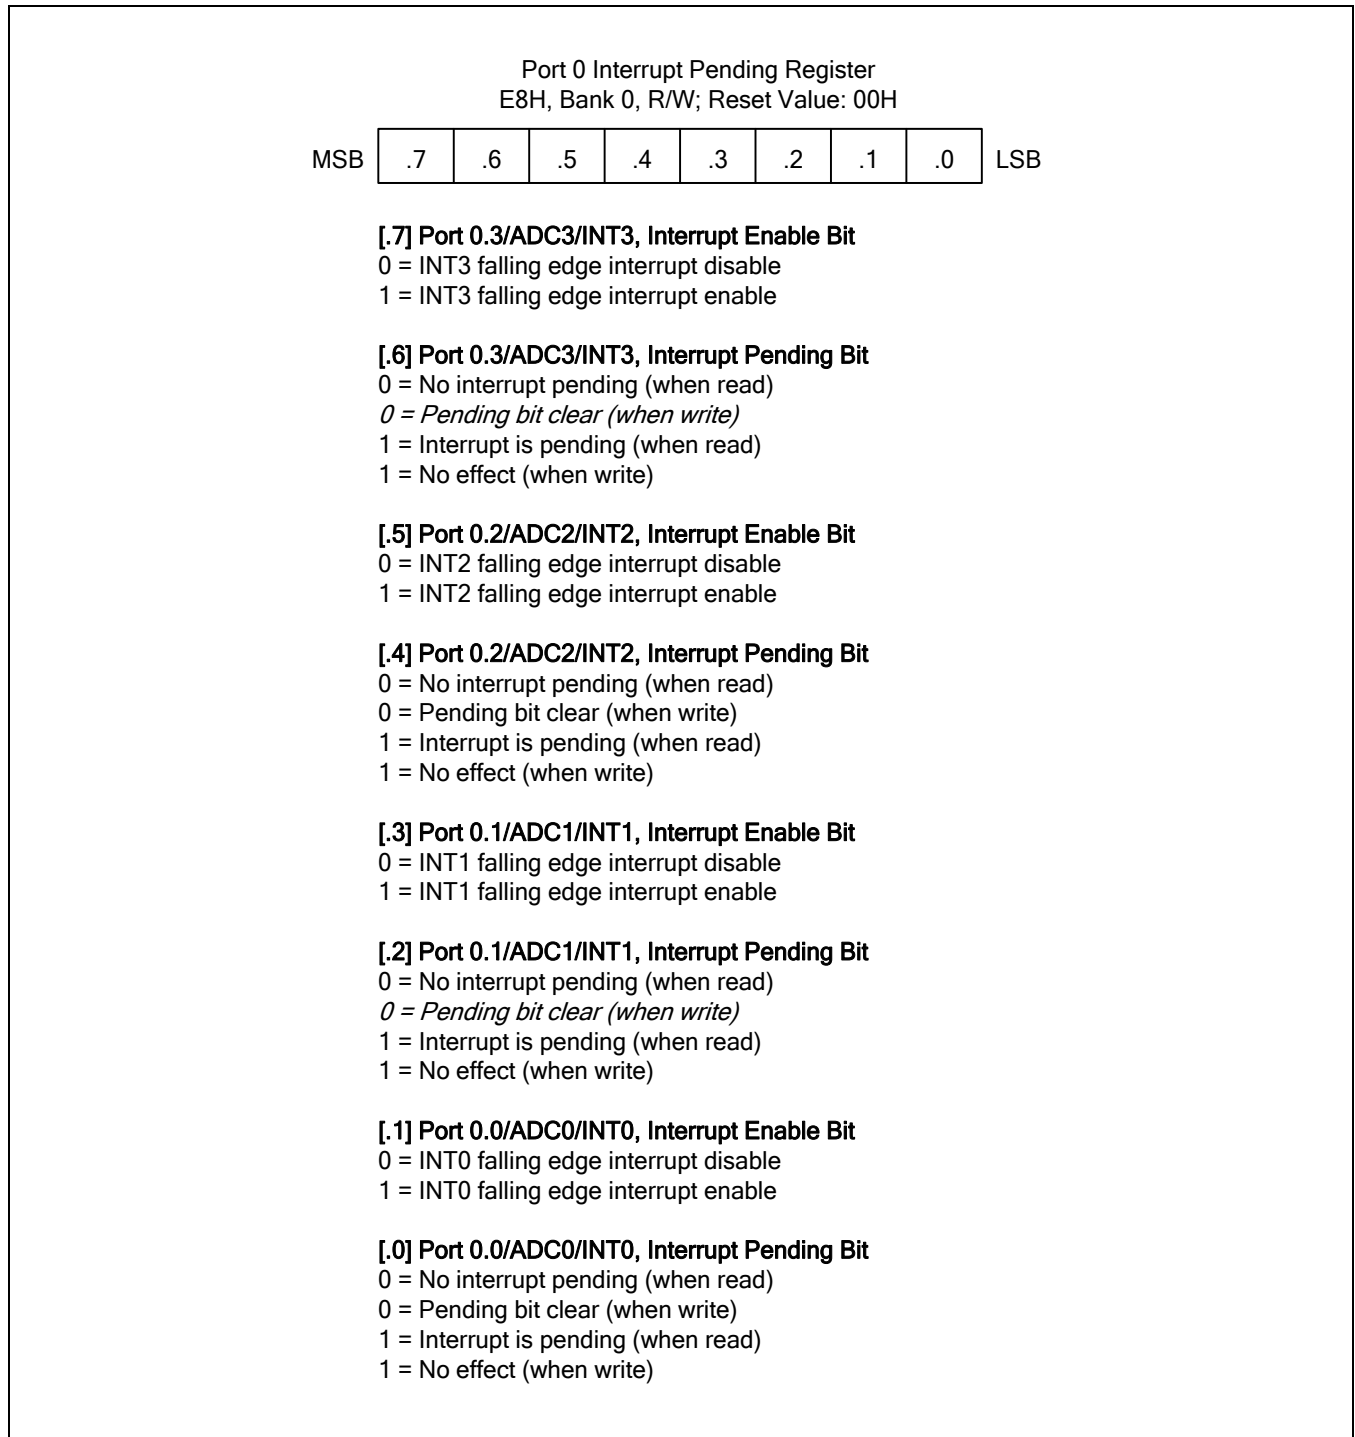 Port 0 Interrupt Pending Register
E8H, Bank 0, R/W; Reset Value: 00H
MSB .7 .6 .5 .4 .3 .2 .1 .0 LSB
[.7] Port 0.3/ADC3/INT3, Interrupt Enable Bit
0 = INT3 falling edge interrupt disable
1 = INT3 falling edge interrupt enable
[.6] Port 0.3/ADC3/INT3, Interrupt Pending Bit
0 = No interrupt pending (when read)
0 = Pending bit clear (when write)
1 = Interrupt is pending (when read)
1 = No effect (when write)
[.5] Port 0.2/ADC2/INT2, Interrupt Enable Bit
0 = INT2 falling edge interrupt disable
1 = INT2 falling edge interrupt enable
[.4] Port 0.2/ADC2/INT2, Interrupt Pending Bit
0 = No interrupt pending (when read)
0 = Pending bit clear (when write)
1 = Interrupt is pending (when read)
1 = No effect (when write)
[.3] Port 0.1/ADC1/INT1, Interrupt Enable Bit
0 = INT1 falling edge interrupt disable
1 = INT1 falling edge interrupt enable
[.2] Port 0.1/ADC1/INT1, Interrupt Pending Bit
0 = No interrupt pending (when read)
0 = Pending bit clear (when write)
1 = Interrupt is pending (when read)
1 = No effect (when write)
[.1] Port 0.0/ADC0/INT0, Interrupt Enable Bit
0 = INT0 falling edge interrupt disable
1 = INT0 falling edge interrupt enable
[.0] Port 0.0/ADC0/INT0, Interrupt Pending Bit
0 = No interrupt pending (when read)
0 = Pending bit clear (when write)
1 = Interrupt is pending (when read)
1 = No effect (when write)